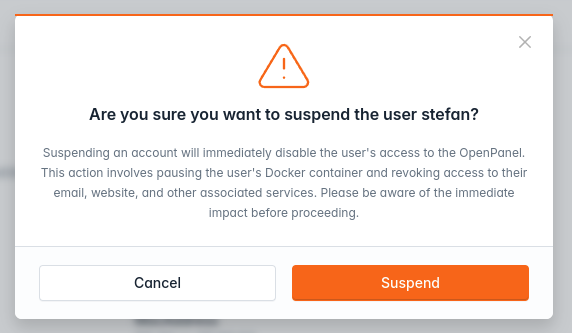 Are you sure you want to suspend the user stefan?
Suspending an account will immediately disable the user's access to the OpenPanel.
This action involves pausing the user's Docker container and revoking access to their
email, website, and other associated services. Please be aware of the immediate
impact before proceeding.
Cancel
Suspend